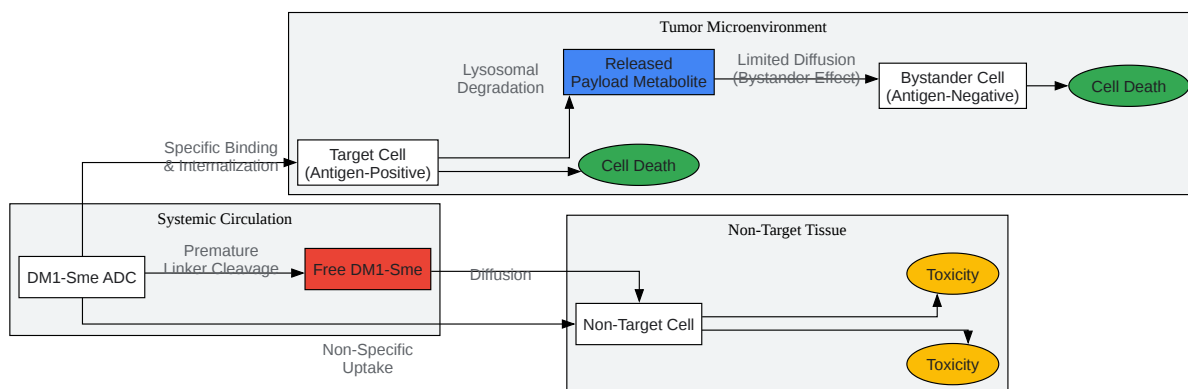 Tumor Microenvironment
Lysosomal
Degradation
Released
Payload Metabolite
Limited Diffusion
(Bystander Effect)
Bystander Cell
(Antigen-Negative)
Cell Death
Specific Binding
& Internalization
Target Cell
(Antigen-Positive)
Cell Death
Systemic Circulation
DM1-Sme ADC
Premature
Linker Cleavage
Free DM1-Sme
Diffusion
Non-Specific
Uptake
Non-Target Tissue
Non-Target Cell
Toxicity
Toxicity